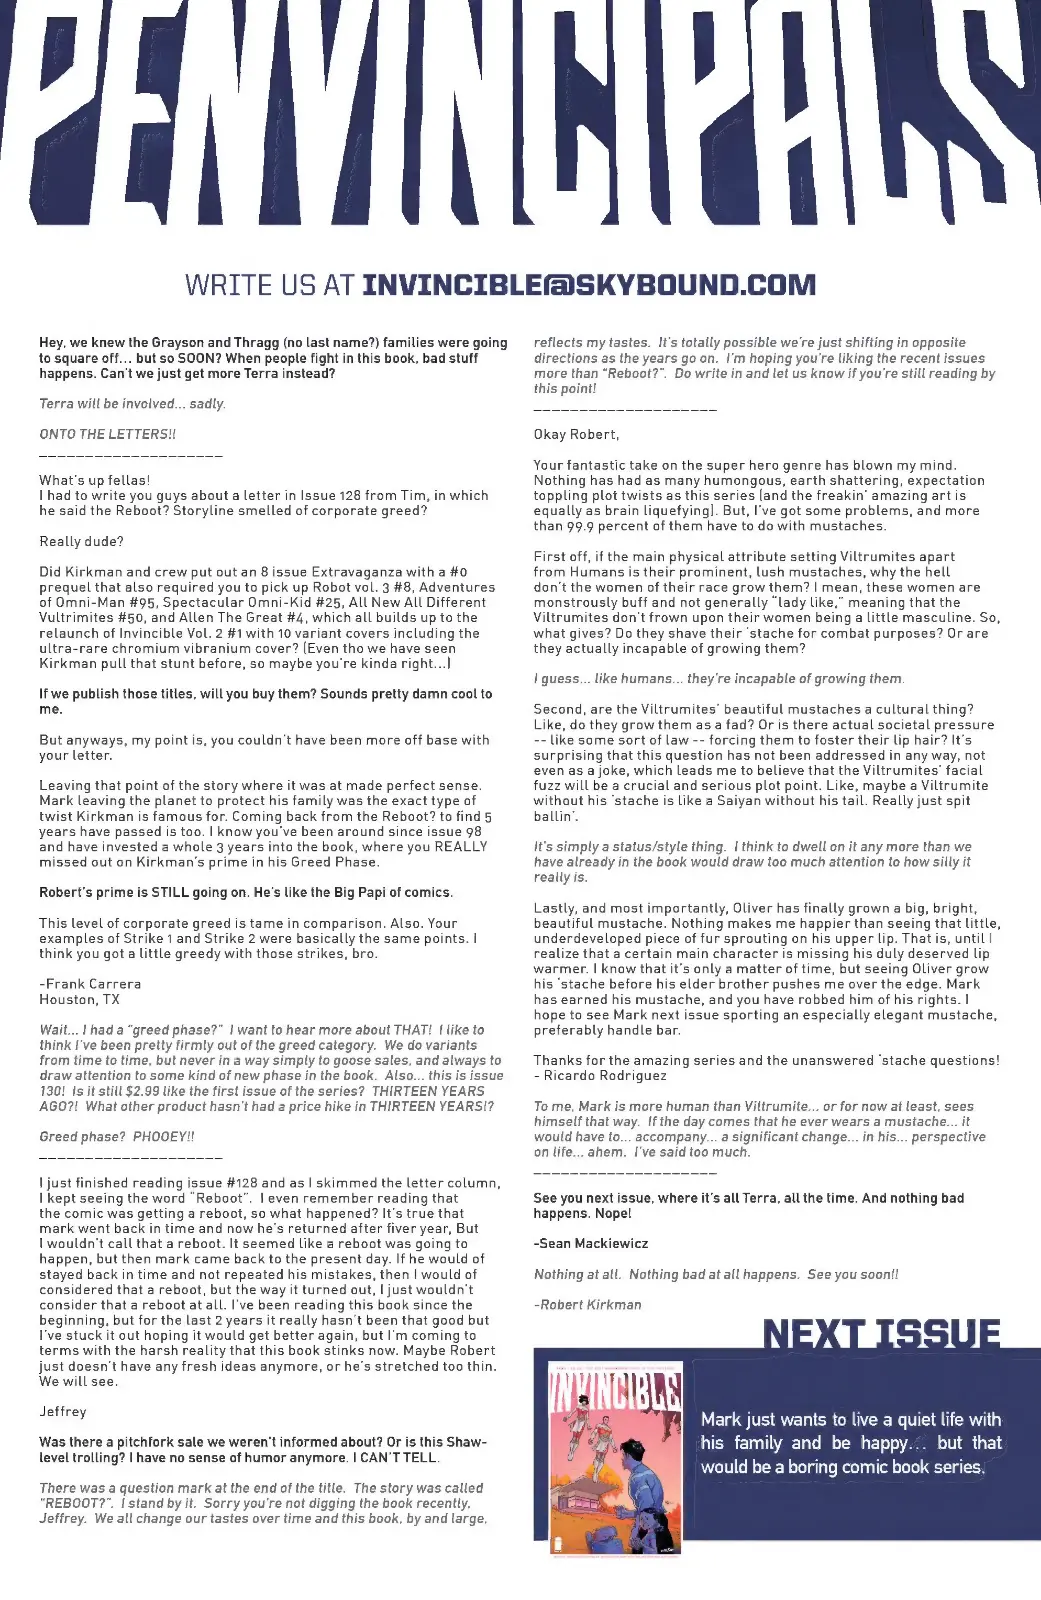 PENVINCIPALS
WRITE US AT INVINCIBLE@SKYBOUND.COM
Hey, we knew the Grayson and Thragg (no last name?) families were going
to square off... but so SOON? When people fight in this book, bad stuff
happens. Can't we just get more Terra instead?
Terra will be involved... sadly.
ONTO THE LETTERS!!
____________________
What's up fellas!
I had to write you guys about a letter in Issue 128 from Tim, in which
he said the Reboot? Storyline smelled of corporate greed?
Really dude?
Did Kirkman and crew put out an 8 issue Extravaganza with a #0
prequel that also required you to pick up Robot vol. 3 #8, Adventures
of Omni-Man #95, Spectacular Omni-Kid #25, All New All Different
Vultrimites #50, and Allen The Great #4, which all builds up to the
relaunch of Invincible Vol. 2 #1 with 10 variant covers including the
ultra-rare chromium vibranium cover? (Even tho we have seen
Kirkman pull that stunt before, so maybe you're kinda right...)
If we publish those titles, will you buy them? Sounds pretty damn cool to
me.
But anyways, my point is, you couldn't have been more off base with
your letter.
Leaving that point of the story where it was at made perfect sense.
Mark leaving the planet to protect his family was the exact type of
twist Kirkman is famous for. Coming back from the Reboot? to find 5
years have passed is too. I know you've been around since issue 98
and have invested a whole 3 years into the book, where you REALLY
missed out on Kirkman's prime in his Greed Phase.
Robert's prime is STILL going on. He's like the Big Papi of comics.
This level of corporate greed is tame in comparison. Also. Your
examples of Strike 1 and Strike 2 were basically the same points. I
think you got a little greedy with those strikes, bro.
-Frank Carrera
Houston, TX
Wait... I had a "greed phase?" I want to hear more about THAT! I like to
think I've been pretty firmly out of the greed category. We do variants
from time to time, but never in a way simply to goose sales, and always to
draw attention to some kind of new phase in the book. Also... this is issue
130! Is it still $2.99 like the first issue of the series? THIRTEEN YEARS
AGO?! What other product hasn't had a price hike in THIRTEEN YEARS!?
Greed phase? PHOOEY!!
____________________
I just finished reading issue #128 and as I skimmed the letter column,
I kept seeing the word "Reboot". I even remember reading that
the comic was getting a reboot, so what happened? It's true that
mark went back in time and now he's returned after fiver year, But
I wouldn't call that a reboot. It seemed like a reboot was going to
happen, but then mark came back to the present day. If he would of
stayed back in time and not repeated his mistakes, then I would of
considered that a reboot, but the way it turned out, I just wouldn't
consider that a reboot at all. I've been reading this book since the
beginning, but for the last 2 years it really hasn't been that good but
I've stuck it out hoping it would get better again, but I'm coming to
terms with the harsh reality that this book stinks now. Maybe Robert
just doesn't have any fresh ideas anymore, or he's stretched too thin.
We will see.
Jeffrey
Was there a pitchfork sale we weren't informed about? Or is this Shaw-
level trolling? I have no sense of humor anymore. I CAN'T TELL.
There was a question mark at the end of the title. The story was called
"REBOOT?". I stand by it. Sorry you're not digging the book recently,
Jeffrey. We all change our tastes over time and this book, by and large,
reflects my tastes. It's totally possible we're just shifting in opposite
directions as the years go on. I'm hoping you're liking the recent issues
more than "Reboot?". Do write in and let us know if you're still reading by
this point!
____________________
Okay Robert,
Your fantastic take on the super hero genre has blown my mind.
Nothing has had as many humongous, earth shattering, expectation
toppling plot twists as this series (and the freakin' amazing art is
equally as brain liquefying). But, I've got some problems, and more
than 99.9 percent of them have to do with mustaches.
First off, if the main physical attribute setting Viltrumites apart
from Humans is their prominent, lush mustaches, why the hell
don't the women of their race grow them? I mean, these women are
monstrously buff and not generally "lady like," meaning that the
Viltrumites don't frown upon their women being a little masculine. So,
what gives? Do they shave their 'stache for combat purposes? Or are
they actually incapable of growing them?
I guess... like humans... they're incapable of growing them.
Second, are the Viltrumites' beautiful mustaches a cultural thing?
Like, do they grow them as a fad? Or is there actual societal pressure
-- like some sort of law -- forcing them to foster their lip hair? It's
surprising that this question has not been addressed in any way, not
even as a joke, which leads me to believe that the Viltrumites' facial
fuzz will be a crucial and serious plot point. Like, maybe a Viltrumite
without his 'stache is like a Saiyan without his tail. Really just spit
ballin'.
It's simply a status/style thing. I think to dwell on it any more than we
have already in the book would draw too much attention to how silly it
really is.
Lastly, and most importantly, Oliver has finally grown a big, bright,
beautiful mustache. Nothing makes me happier than seeing that little,
underdeveloped piece of fur sprouting on his upper lip. That is, until I
realize that a certain main character is missing his duly deserved lip
warmer. I know that it's only a matter of time, but seeing Oliver grow
his 'stache before his elder brother pushes me over the edge. Mark
has earned his mustache, and you have robbed him of his rights. I
hope to see Mark next issue sporting an especially elegant mustache,
preferably handle bar.
Thanks for the amazing series and the unanswered 'stache questions!
- Ricardo Rodriguez
To me, Mark is more human than Viltrumite... or for now at least, sees
himself that way. If the day comes that he ever wears a mustache... it
would have to... accompany... a significant change... in his... perspective
on life... ahem. I've said too much.
____________________
See you next issue, where it's all Terra, all the time. And nothing bad
happens. Nope!
-Sean Mackiewicz
Nothing at all. Nothing bad at all happens. See you soon!!
-Robert Kirkman
NEXT ISSUE
INVINCIBLE
Mark just wants to live a quiet life with
his family and be happy... but that
would be a boring comic book series.